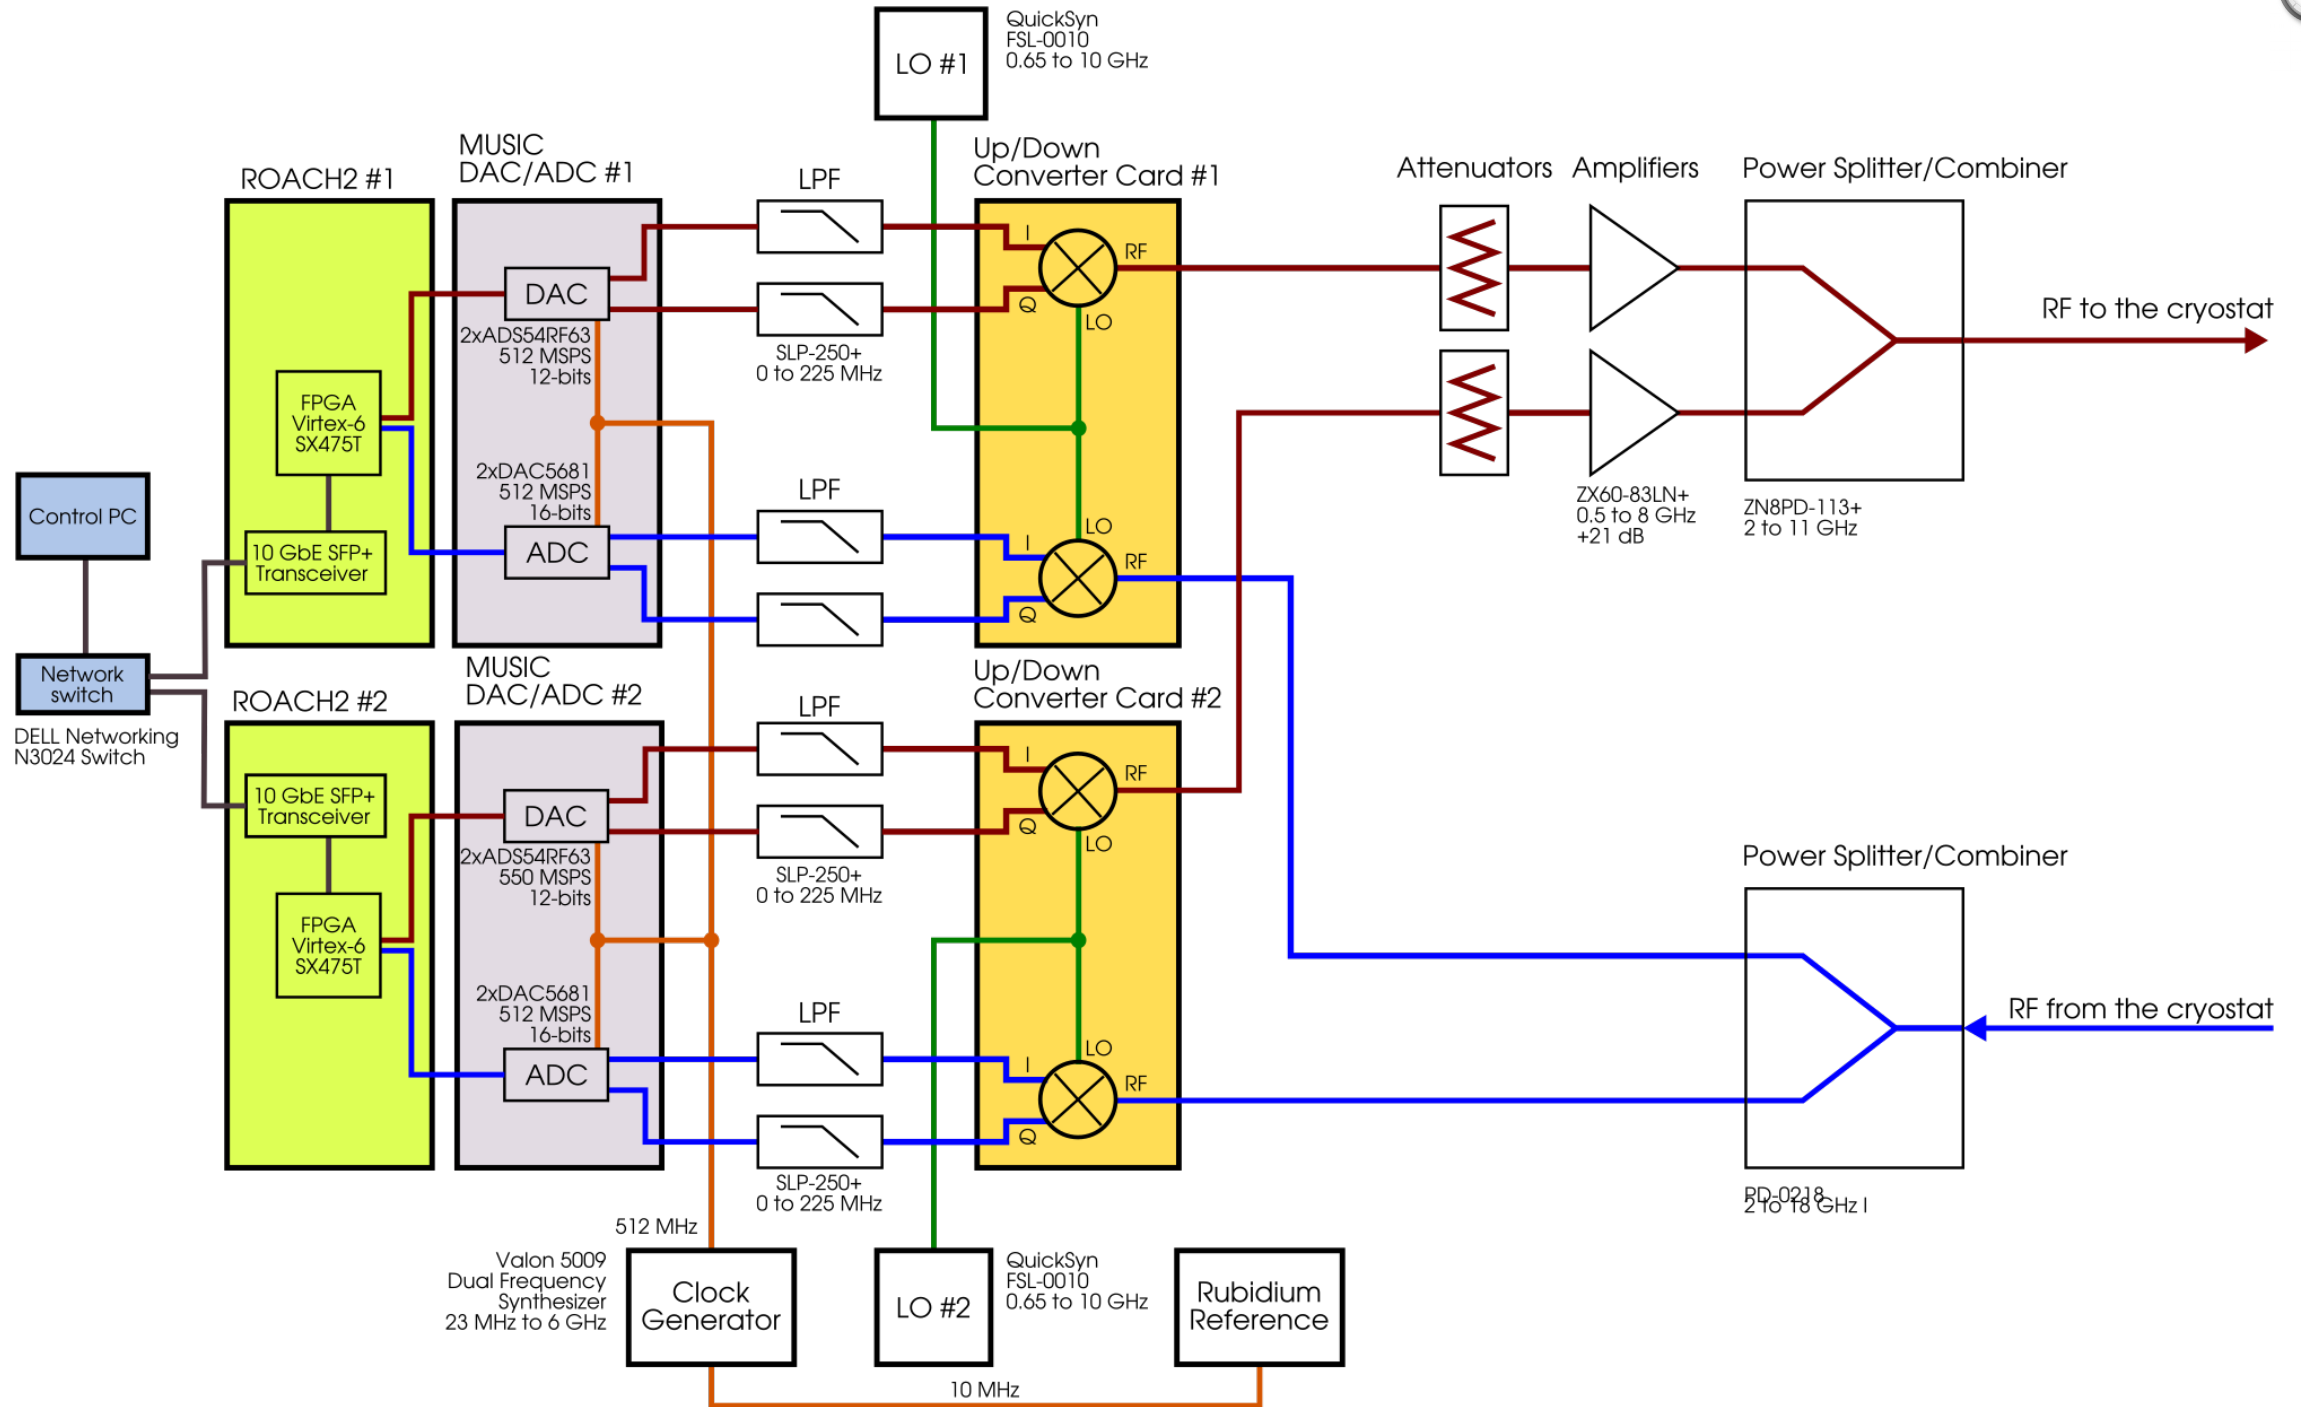 LO #1
QuickSyn
FSL-0010
0.65 to 10 GHz
ROACH2 #1
MUSIC
DAC/ADC #1
LPF
Up/Down
Converter Card #1
Attenuators
Amplifiers
Power Splitter/Combiner
DAC
2xADS54RF63
512 MSPS
12-bits
SLP-250+
0 to 225 MHz
I
Q
RF
LO
RF to the cryostat
FPGA
Virtex-6
SX475T
2xDAC5681
512 MSPS
16-bits
ADC
LPF
LO
I
Q
RF
ZX60-83LN+
0.5 to 8 GHz
+21 dB
ZN8PD-113+
2 to 11 GHz
Control PC
10 GbE SFP+
Transceiver
Network
switch
DELL Networking
N3024 Switch
ROACH2 #2
MUSIC
DAC/ADC #2
LPF
Up/Down
Converter Card #2
10 GbE SFP+
Transceiver
DAC
2xADS54RF63
550 MSPS
12-bits
SLP-250+
0 to 225 MHz
I
Q
RF
LO
Power Splitter/Combiner
FPGA
Virtex-6
SX475T
2xDAC5681
512 MSPS
16-bits
ADC
LPF
LO
I
Q
RF
SLP-250+
0 to 225 MHz
RF from the cryostat
PD-0218
2 to 18 GHz I
512 MHz
Valon 5009
Dual Frequency
Synthesizer
23 MHz to 6 GHz
Clock
Generator
LO #2
QuickSyn
FSL-0010
0.65 to 10 GHz
Rubidium
Reference
10 MHz